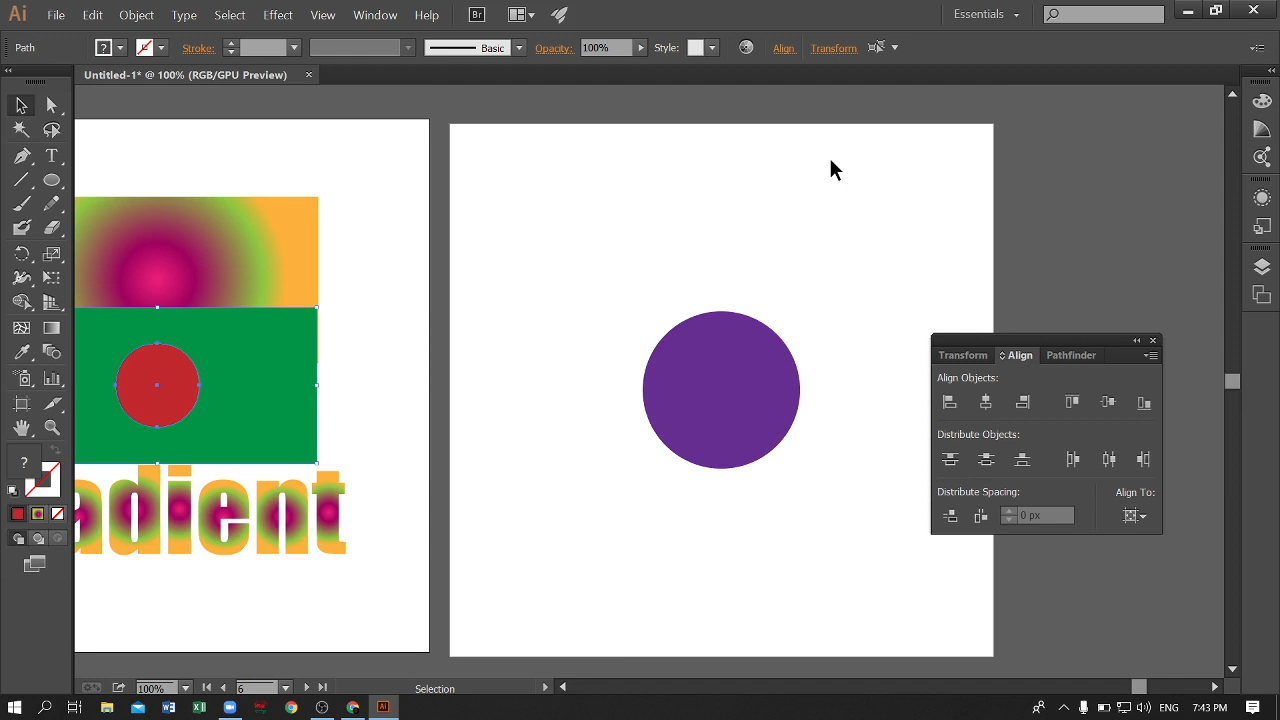 Ai File Edit Object Type Select Effect View Window Help Br Essentials
Path ? Stroke: Basic Opacity: 100% Style: Align Transform
Untitled-1* @ 100% (RGB/GPU Preview)
Transform Align Pathfinder
Align Objects:
Distribute Objects:
?
adient
Distribute Spacing: Align To:
0 px
100% 6 Selection
Ai ENG 7:43 PM